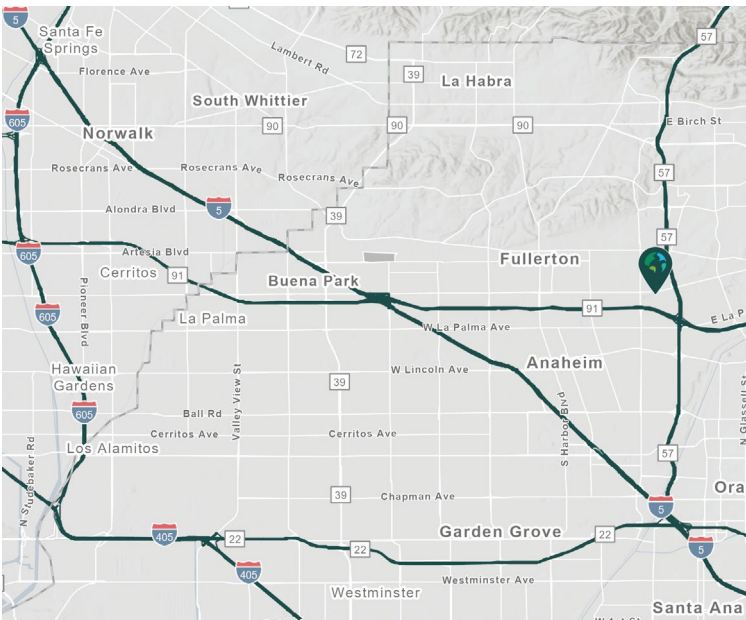 5
Santa Fe
Springs
57
Lambert Rd
72
Florence Ave
39
La Habra
South Whittier
605
90
90
90
E Birch St
Norwalk
Rosecrans Ave
Rosecrans Ave
Rosecrans Ave
57
Alondra Blvd
5
39
57
Artesia Blvd
605
Cerritos
91
Fullerton
Buena Park
Pioneer Blvd
605
La Palma
91
E La P
W La Palma Ave
Hawaiian
Gardens
W Lincoln Ave
Anaheim
Valley View St
39
S Harbor Blvd
N Glassell St
605
Ball Rd
Cerritos Ave
Cerritos Ave
Los Alamitos
57
N Studebaker Rd
39
Chapman Ave
Ora
5
405
22
Garden Grove
22
22
5
405
Westminster Ave
Westminster
Santa Ana